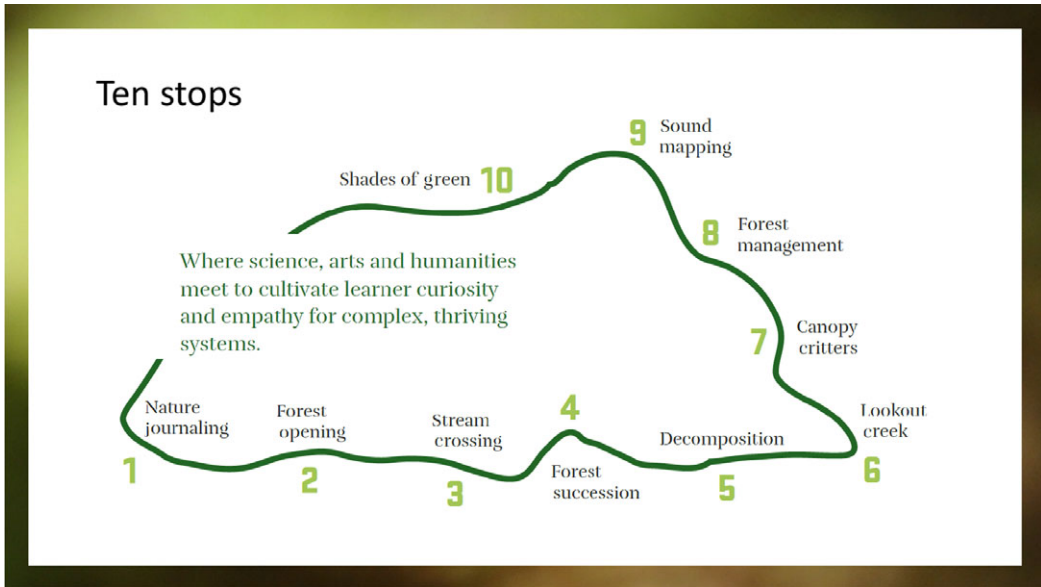 Ten stops
9 Sound
mapping
Shades of green 10
8 Forest
management
Where science, arts and humanities
meet to cultivate learner curiosity
and empathy for complex, thriving
systems.
7 Canopy
critters
Nature
journaling
1
Forest
opening
2
Stream
crossing
3
4
Forest
succession
Decomposition
5
Lookout
creek
6